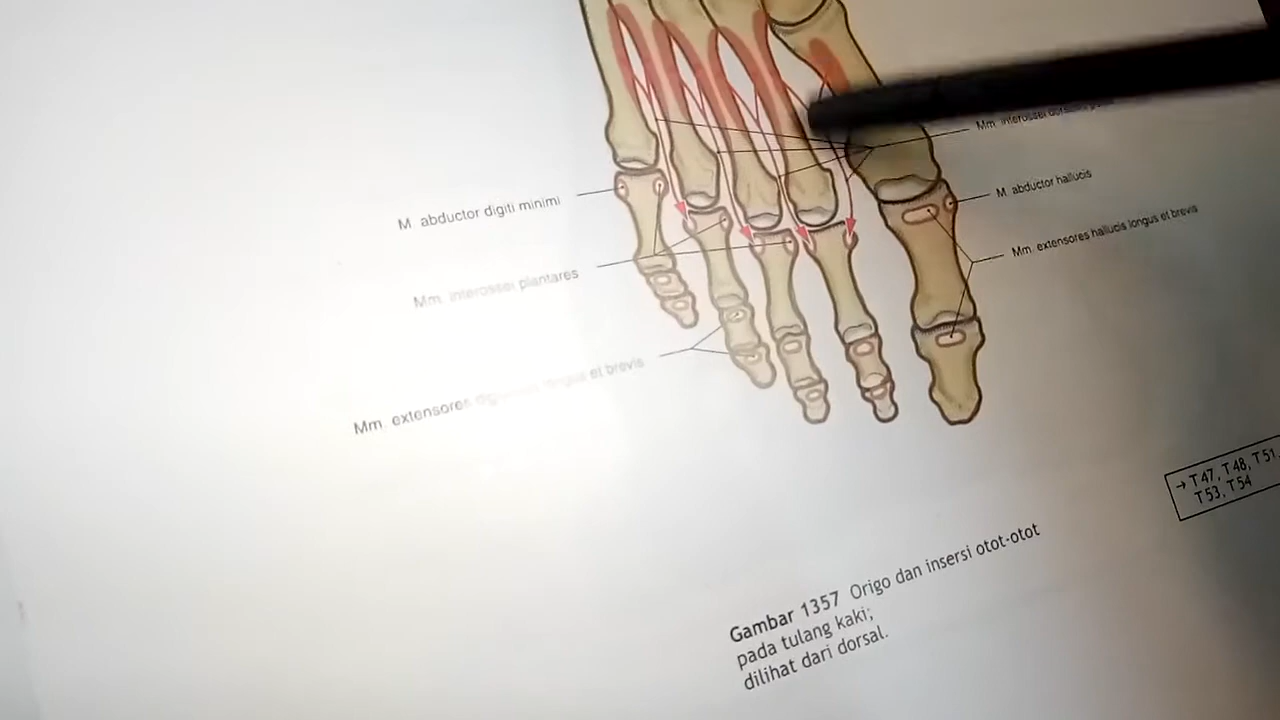 Mm. interossei
M. abductor hallucis
M. abductor digiti minimi
Mm. extensores hallucis longus et brevis
Mm. interossei plantares
Mm. extensores et brevis
→ T47, T48, T51,
T53, T54
Gambar 1357 Origo dan insersi otot-otot
pada tulang kaki;
dilihat dari dorsal.